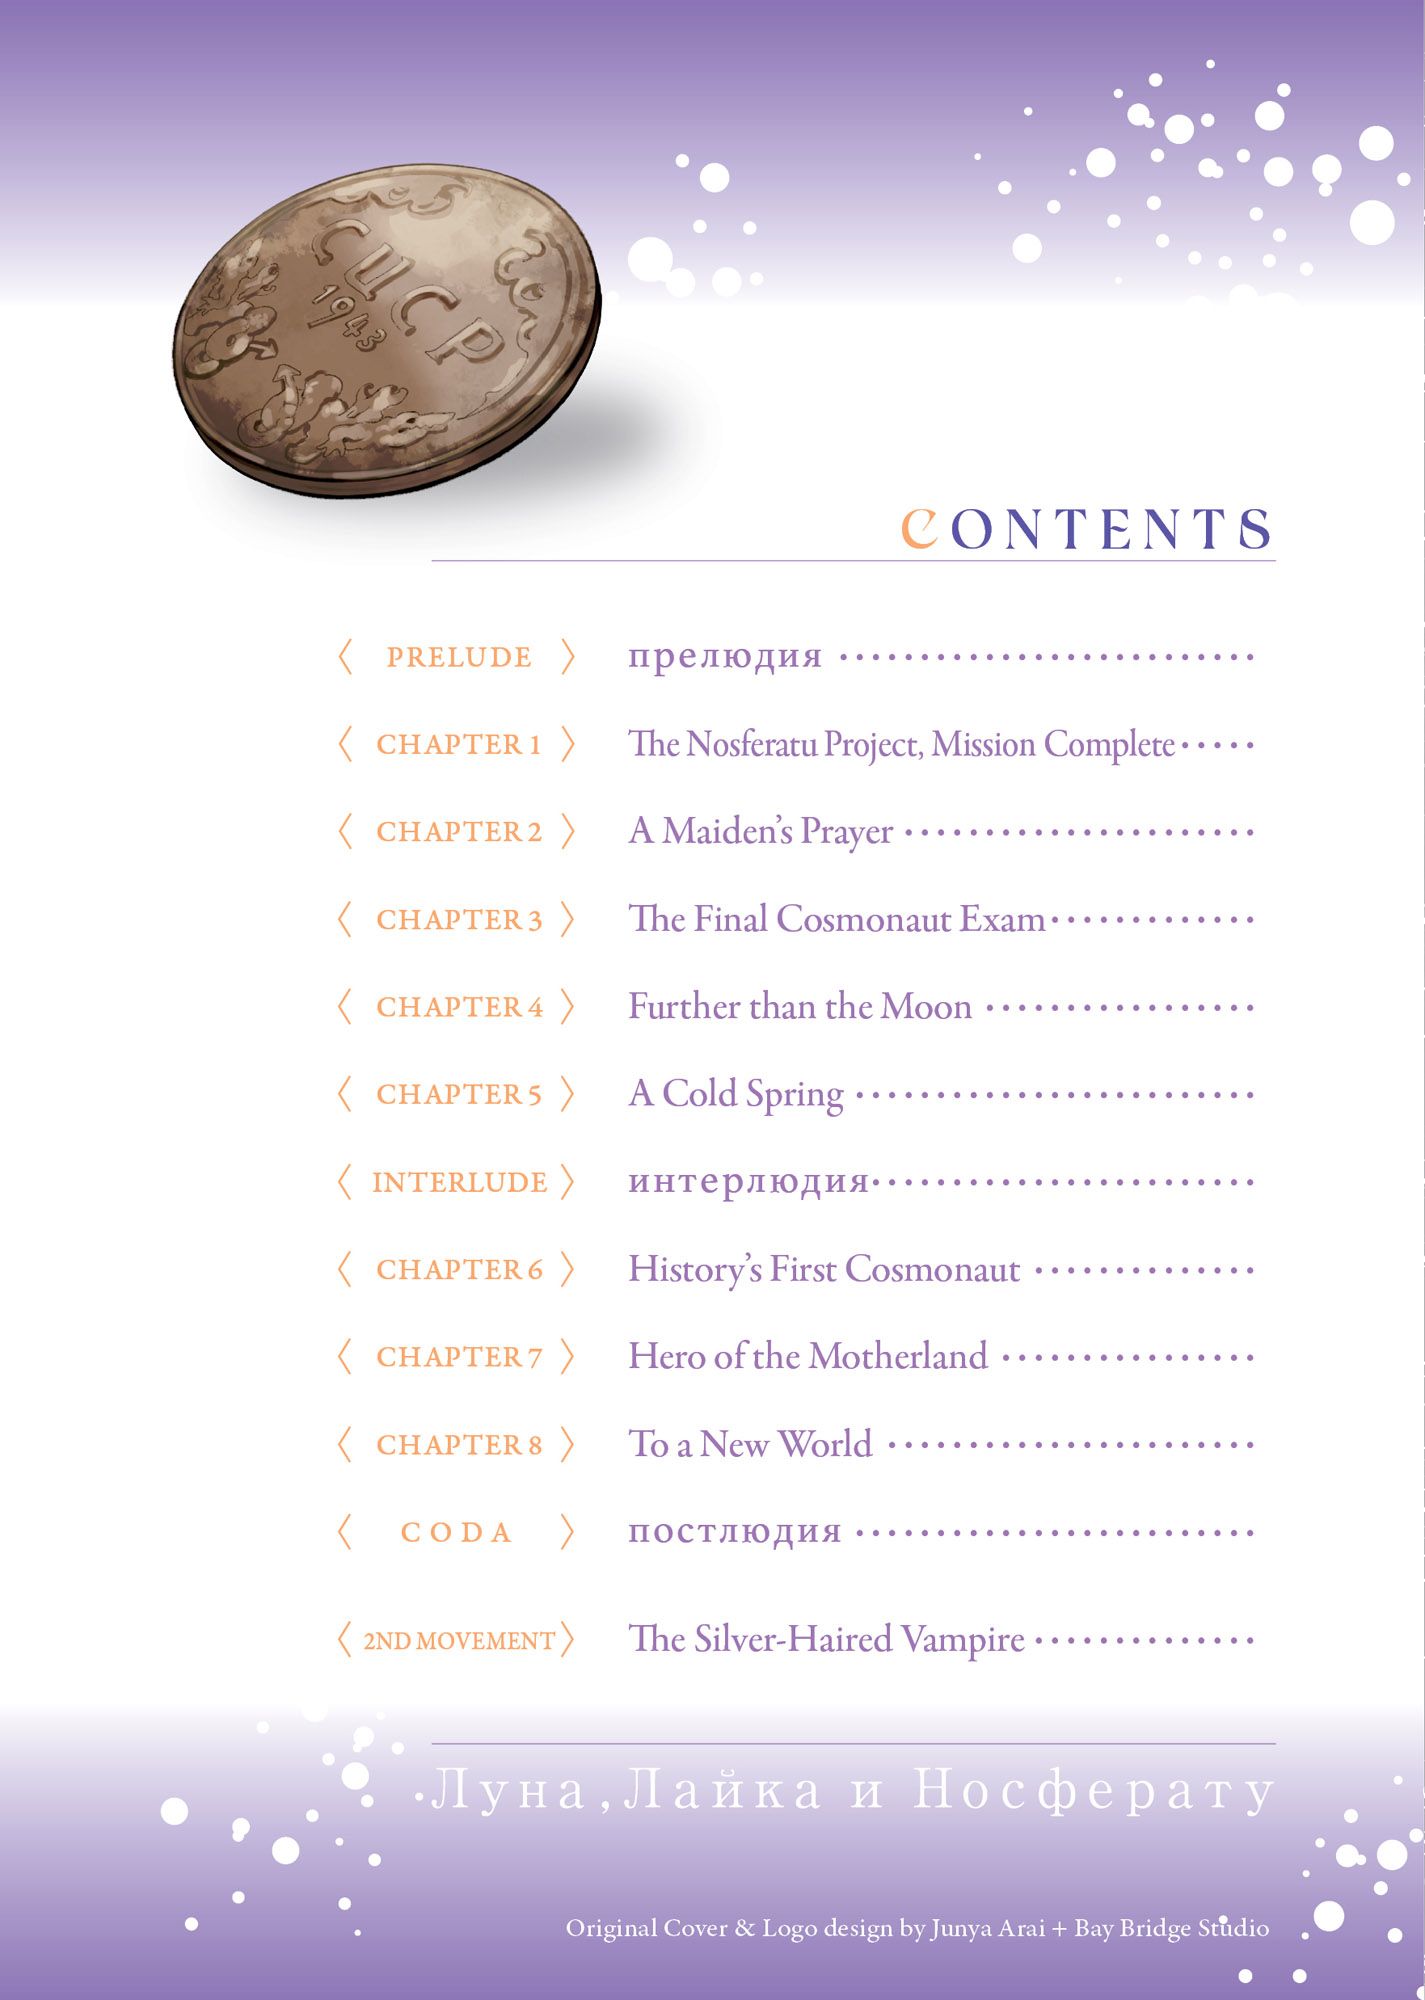 СЦСР
1943
CONTENTS
〈 PRELUDE 〉 прелюдия ··························
〈 CHAPTER 1 〉 The Nosferatu Project, Mission Complete ·····
〈 CHAPTER 2 〉 A Maiden’s Prayer ······················
〈 CHAPTER 3 〉 The Final Cosmonaut Exam ·············
〈 CHAPTER 4 〉 Further than the Moon ·················
〈 CHAPTER 5 〉 A Cold Spring ·························
〈 INTERLUDE 〉 интерлюдия ························
〈 CHAPTER 6 〉 History’s First Cosmonaut ··············
〈 CHAPTER 7 〉 Hero of the Motherland ················
〈 CHAPTER 8 〉 To a New World ·······················
〈 CODA 〉 постлюдия ·························
〈 2ND MOVEMENT 〉 The Silver-Haired Vampire ··············
Луна, Лайка и Носферату
Original Cover & Logo design by Junya Arai + Bay Bridge Studio